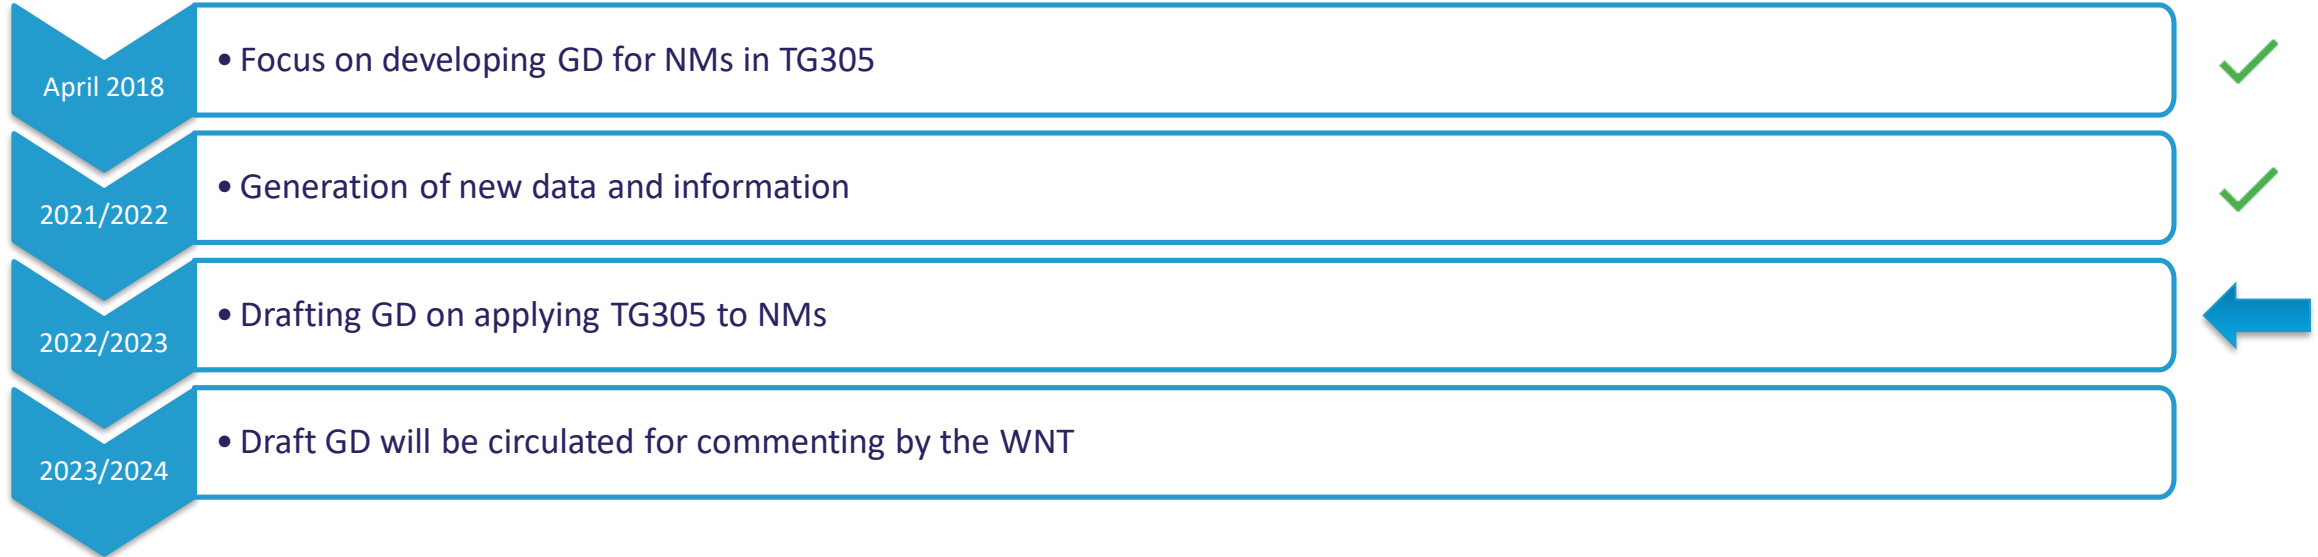 April 2018
• Focus on developing GD for NMs in TG305
2021/2022
• Generation of new data and information
2022/2023
• Drafting GD on applying TG305 to NMs
2023/2024
• Draft GD will be circulated for commenting by the WNT